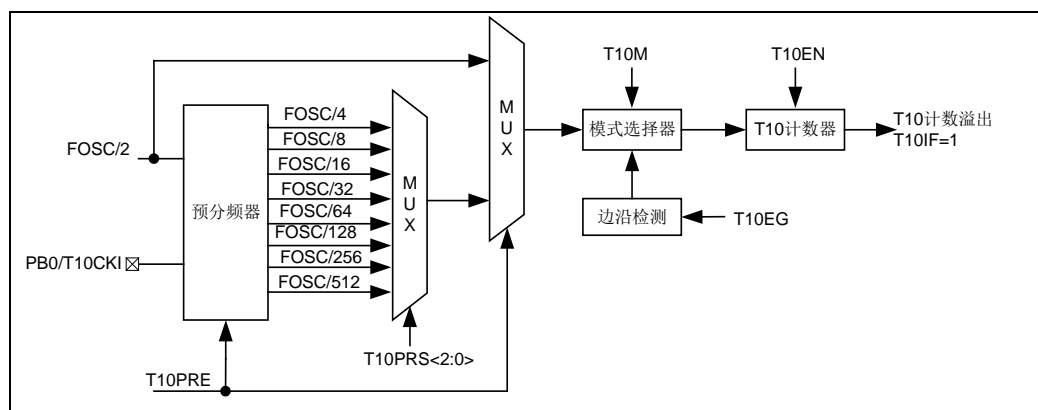 FOSC/2
PB0/T10CKI
T10PRE
预分频器
FOSC/4
FOSC/8
FOSC/16
FOSC/32
FOSC/64
FOSC/128
FOSC/256
FOSC/512
M
U
X
T10PRS<2:0>
M
U
X
T10M
模式选择器
边沿检测
T10EG
T10EN
T10计数器
T10计数溢出
T10IF=1